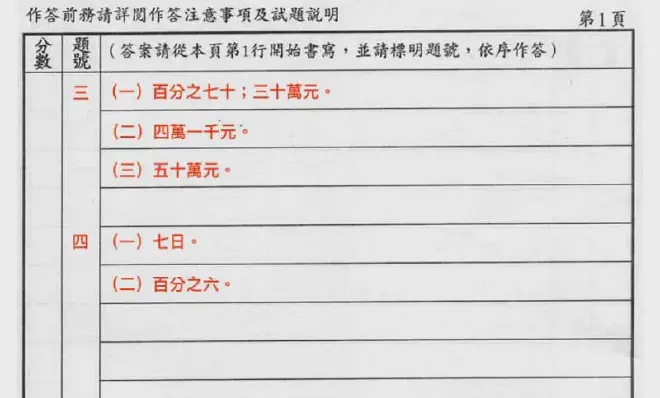 作答前務請詳閱作答注意事項及試題說明
第1頁
分數 題號 (答案請從本頁第1行開始書寫，並請標明題號，依序作答)
三 (一) 百分之七十；三十萬元。
(二) 四萬一千元。
(三) 五十萬元。
四 (一) 七日。
(二) 百分之六。